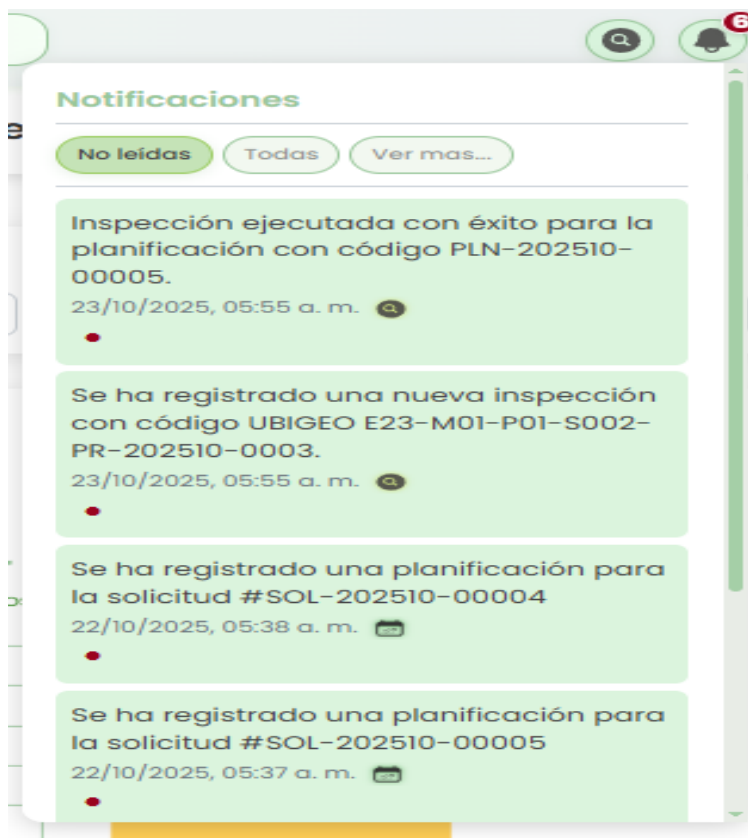 6
Notificaciones
No leídas Todas Ver mas...
Inspección ejecutada con éxito para la
planificación con código PLN-202510-
00005.
23/10/2025, 05:55 a. m.
Se ha registrado una nueva inspección
con código UBIGEO E23-M01-P01-S002-
PR-202510-0003.
23/10/2025, 05:55 a. m.
Se ha registrado una planificación para
la solicitud #SOL-202510-00004
22/10/2025, 05:38 a. m.
Se ha registrado una planificación para
la solicitud #SOL-202510-00005
22/10/2025, 05:37 a. m.